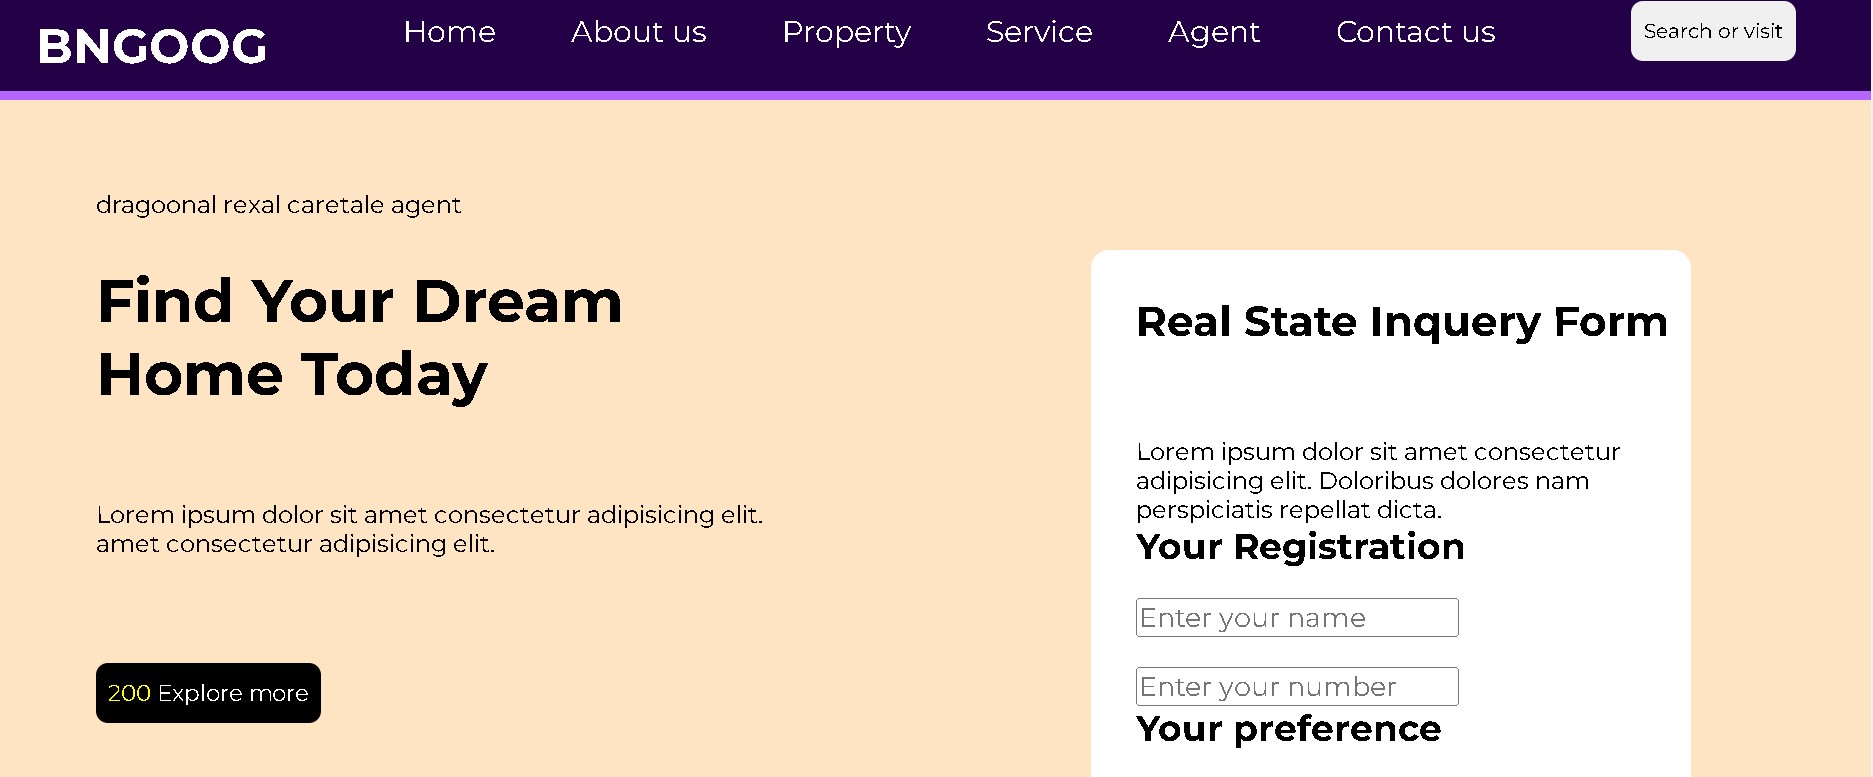 BNGOOG
Home
About us
Property
Service
Agent
Contact us
Search or visit
dragoonal rexal caretale agent
Find Your Dream
Home Today
Lorem ipsum dolor sit amet consectetur adipisicing elit.
amet consectetur adipisicing elit.
200 Explore more
Real State Inquery Form
Lorem ipsum dolor sit amet consectetur
adipisicing elit. Doloribus dolores nam
perspiciatis repellat dicta.
Your Registration
Enter your name
Enter your number
Your preference